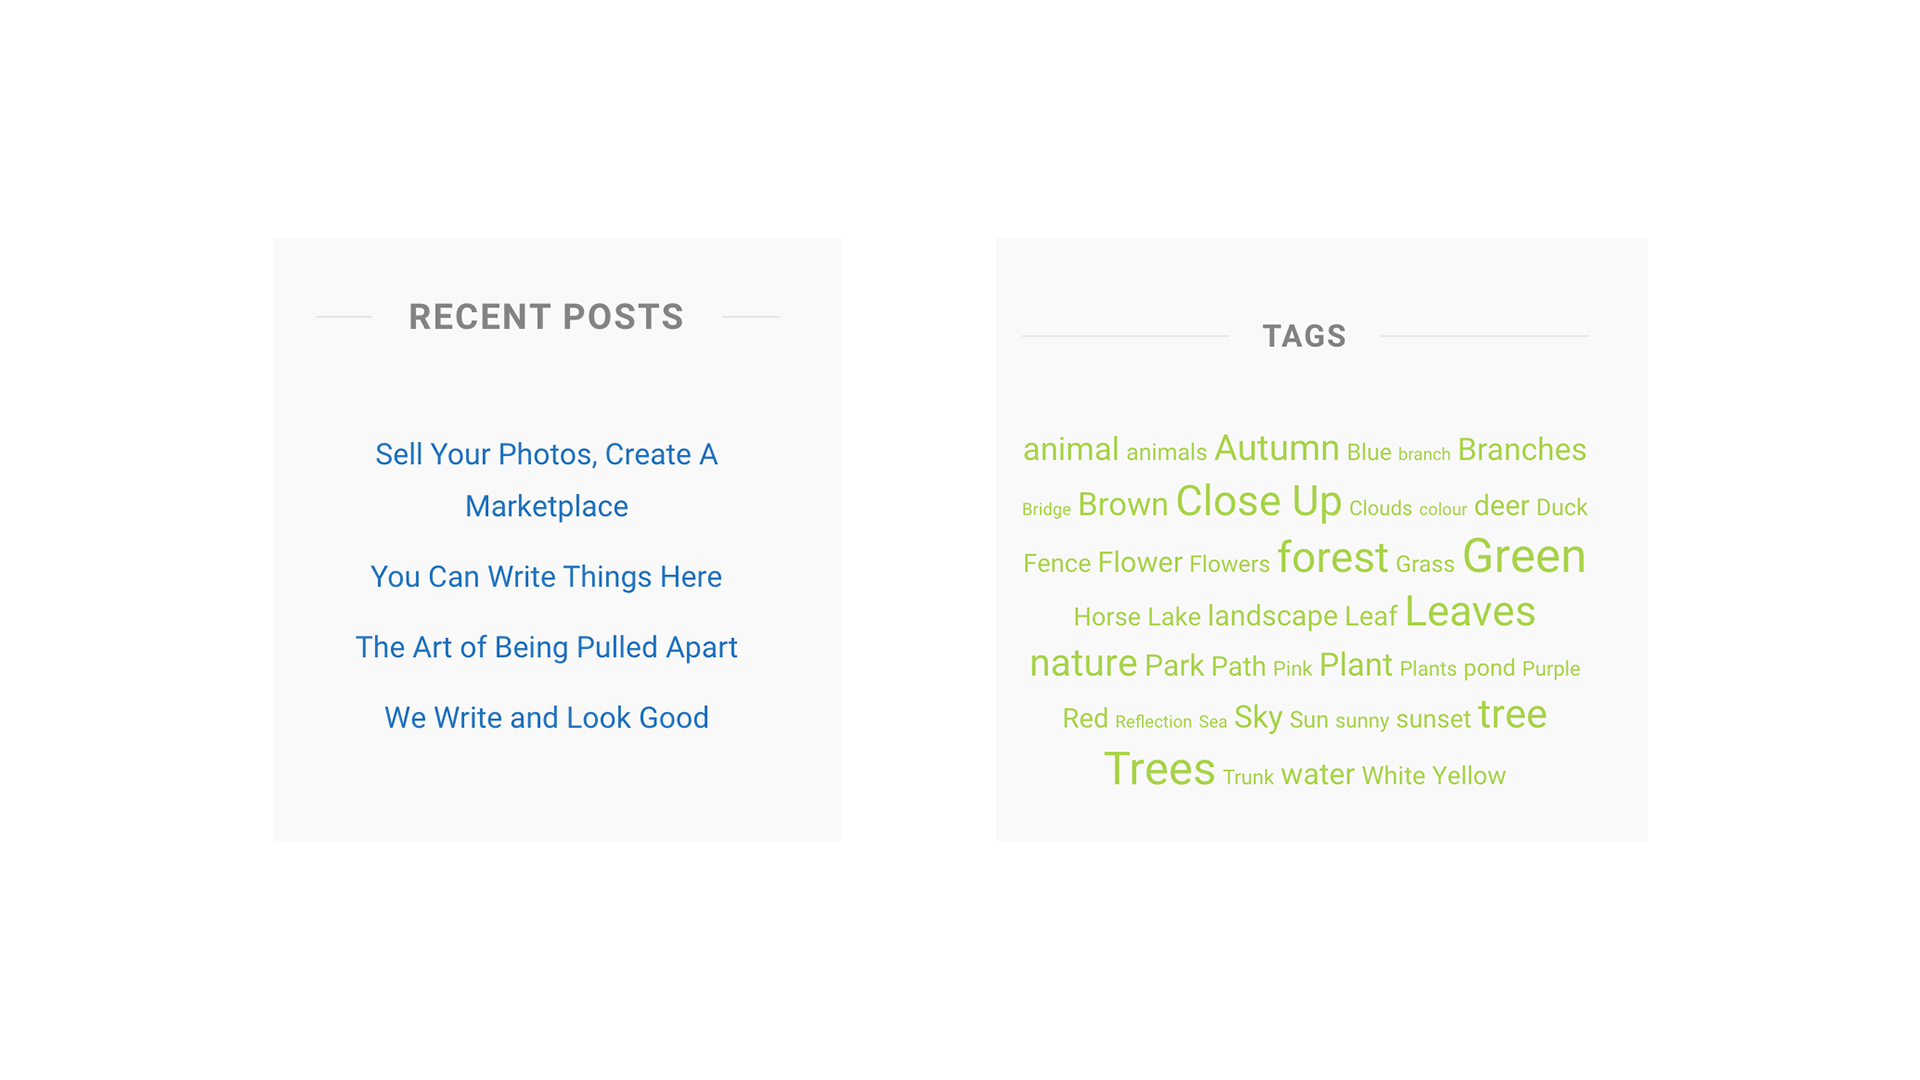 RECENT POSTS
Sell Your Photos, Create A
Marketplace
You Can Write Things Here
The Art of Being Pulled Apart
We Write and Look Good
TAGS
animal animals Autumn Blue branch Branches
Bridge Brown Close Up Clouds colour deer Duck
Fence Flower Flowers forest Grass Green
Horse Lake landscape Leaf Leaves
nature Park Path Pink Plant Plants pond Purple
Red Reflection Sea Sky Sun sunny sunset tree
Trees Trunk water White Yellow